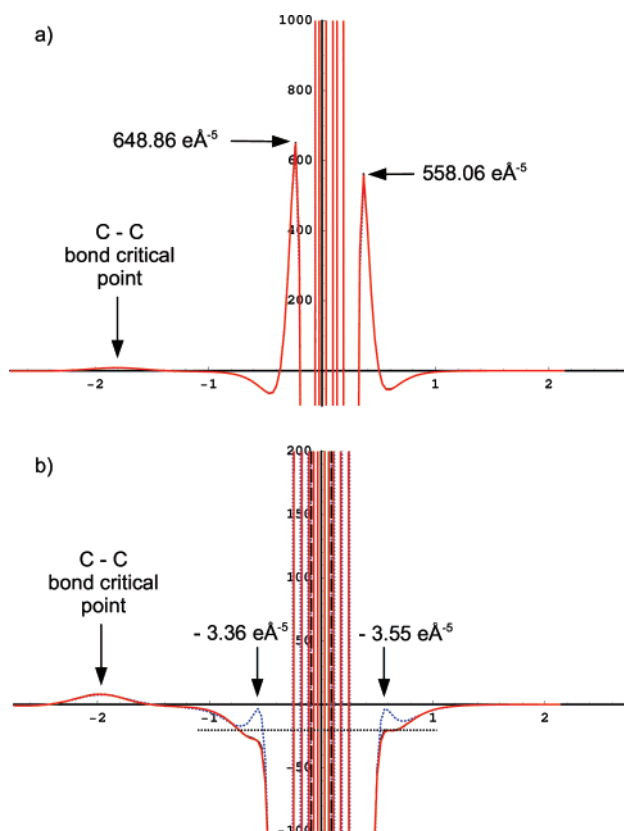 a)
1000
800
648.86 eÅ-5
600
558.06 eÅ-5
400
C - C
bond critical
point
200
-2
-1
1
2
b)
200
150
C - C
bond critical
point
- 3.36 eÅ-5
50
- 3.55 eÅ-5
-2
-1
1
2
-50
-100